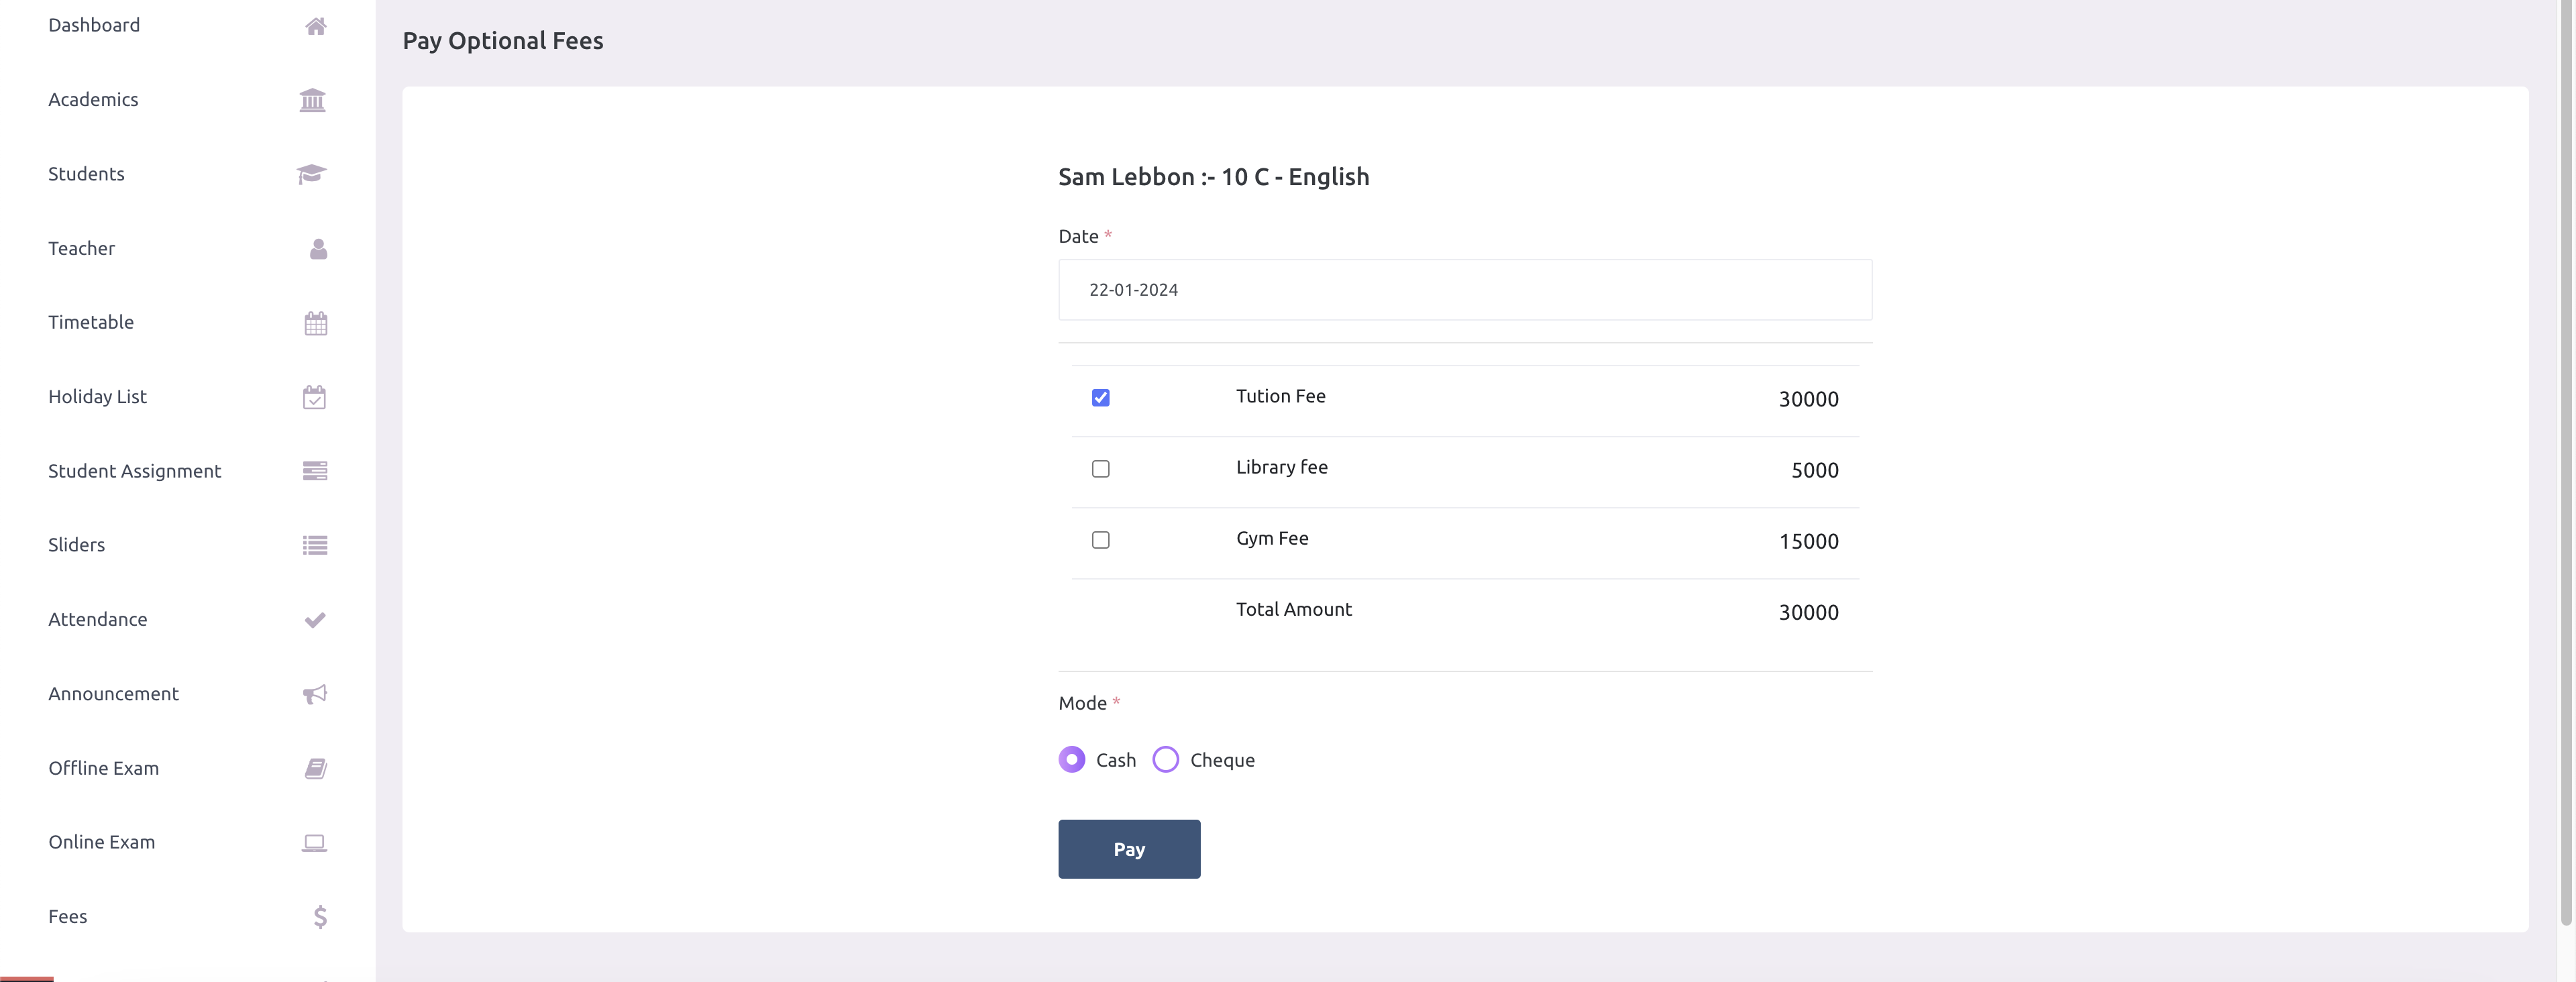 Dashboard
Academics
Students
Teacher
Timetable
Holiday List
Student Assignment
Sliders
Attendance
Announcement
Offline Exam
Online Exam
Fees
Pay Optional Fees
Sam Lebbon :- 10 C - English
Date *
22-01-2024
Tution Fee 30000
Library fee 5000
Gym Fee 15000
Total Amount 30000
Mode *
Cash Cheque
Pay